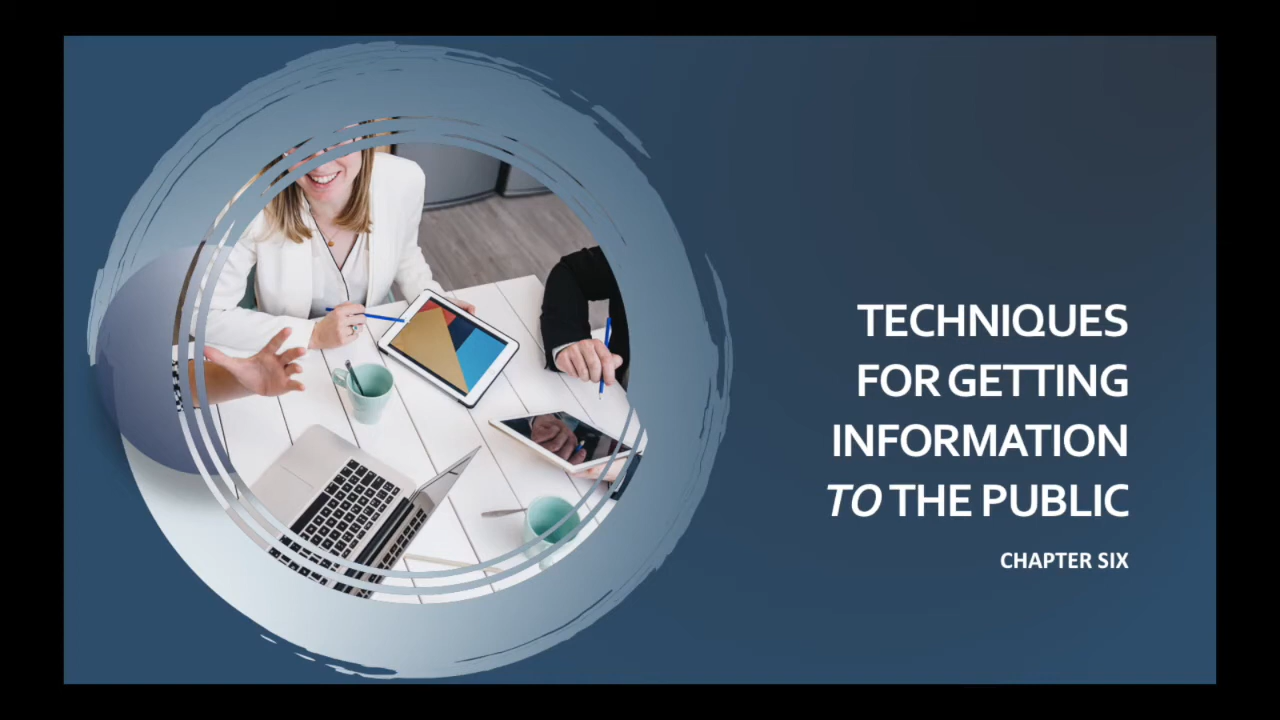 TECHNIQUES
FOR GETTING
INFORMATION
TO THE PUBLIC
CHAPTER SIX